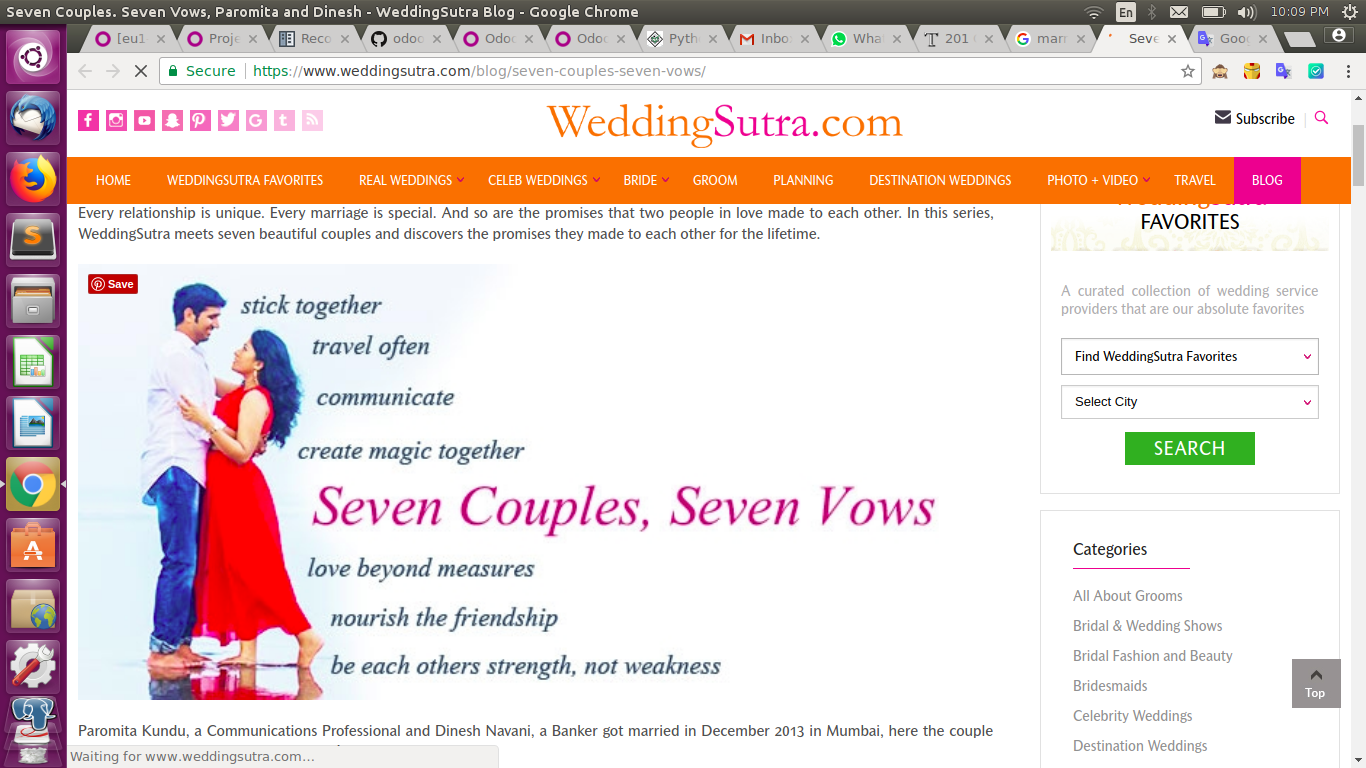 Seven Couples. Seven Vows, Paromita and Dinesh - WeddingSutra Blog - Google Chrome
En
10:09 PM
[eu1
Proje
Reco
odoo
Odoo
Odoo
Pyth
Inbo
What
201
marr
Seve
Goog
Secure
https://www.weddingsutra.com/blog/seven-couples-seven-vows/
WeddingSutra.com
Subscribe
HOME WEDDINGSUTRA FAVORITES REAL WEDDINGS CELEB WEDDINGS BRIDE GROOM PLANNING DESTINATION WEDDINGS PHOTO + VIDEO TRAVEL BLOG
Every relationship is unique. Every marriage is special. And so are the promises that two people in love made to each other. In this series,
WeddingSutra meets seven beautiful couples and discovers the promises they made to each other for the lifetime.
Save
stick together
travel often
communicate
create magic together
Seven Couples, Seven Vows
love beyond measures
nourish the friendship
be each others strength, not weakness
Paromita Kundu, a Communications Professional and Dinesh Navani, a Banker got married in December 2013 in Mumbai, here the couple
Waiting for www.weddingsutra.com...
WeddingSutra
FAVORITES
A curated collection of wedding service
providers that are our absolute favorites
Find WeddingSutra Favorites
Select City
SEARCH
Categories
All About Grooms
Bridal & Wedding Shows
Bridal Fashion and Beauty
Bridesmaids
Celebrity Weddings
Destination Weddings
Top